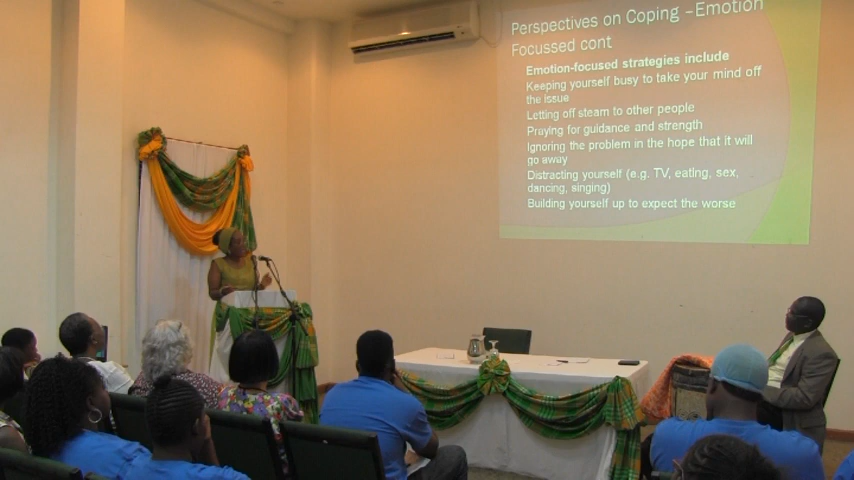 Perspectives on Coping –Emotion
Focussed cont
Emotion-focused strategies include
Keeping yourself busy to take your mind off
the issue
Letting off steam to other people
Praying for guidance and strength
Ignoring the problem in the hope that it will
go away
Distracting yourself (e.g. TV, eating, sex,
dancing, singing)
Building yourself up to expect the worse